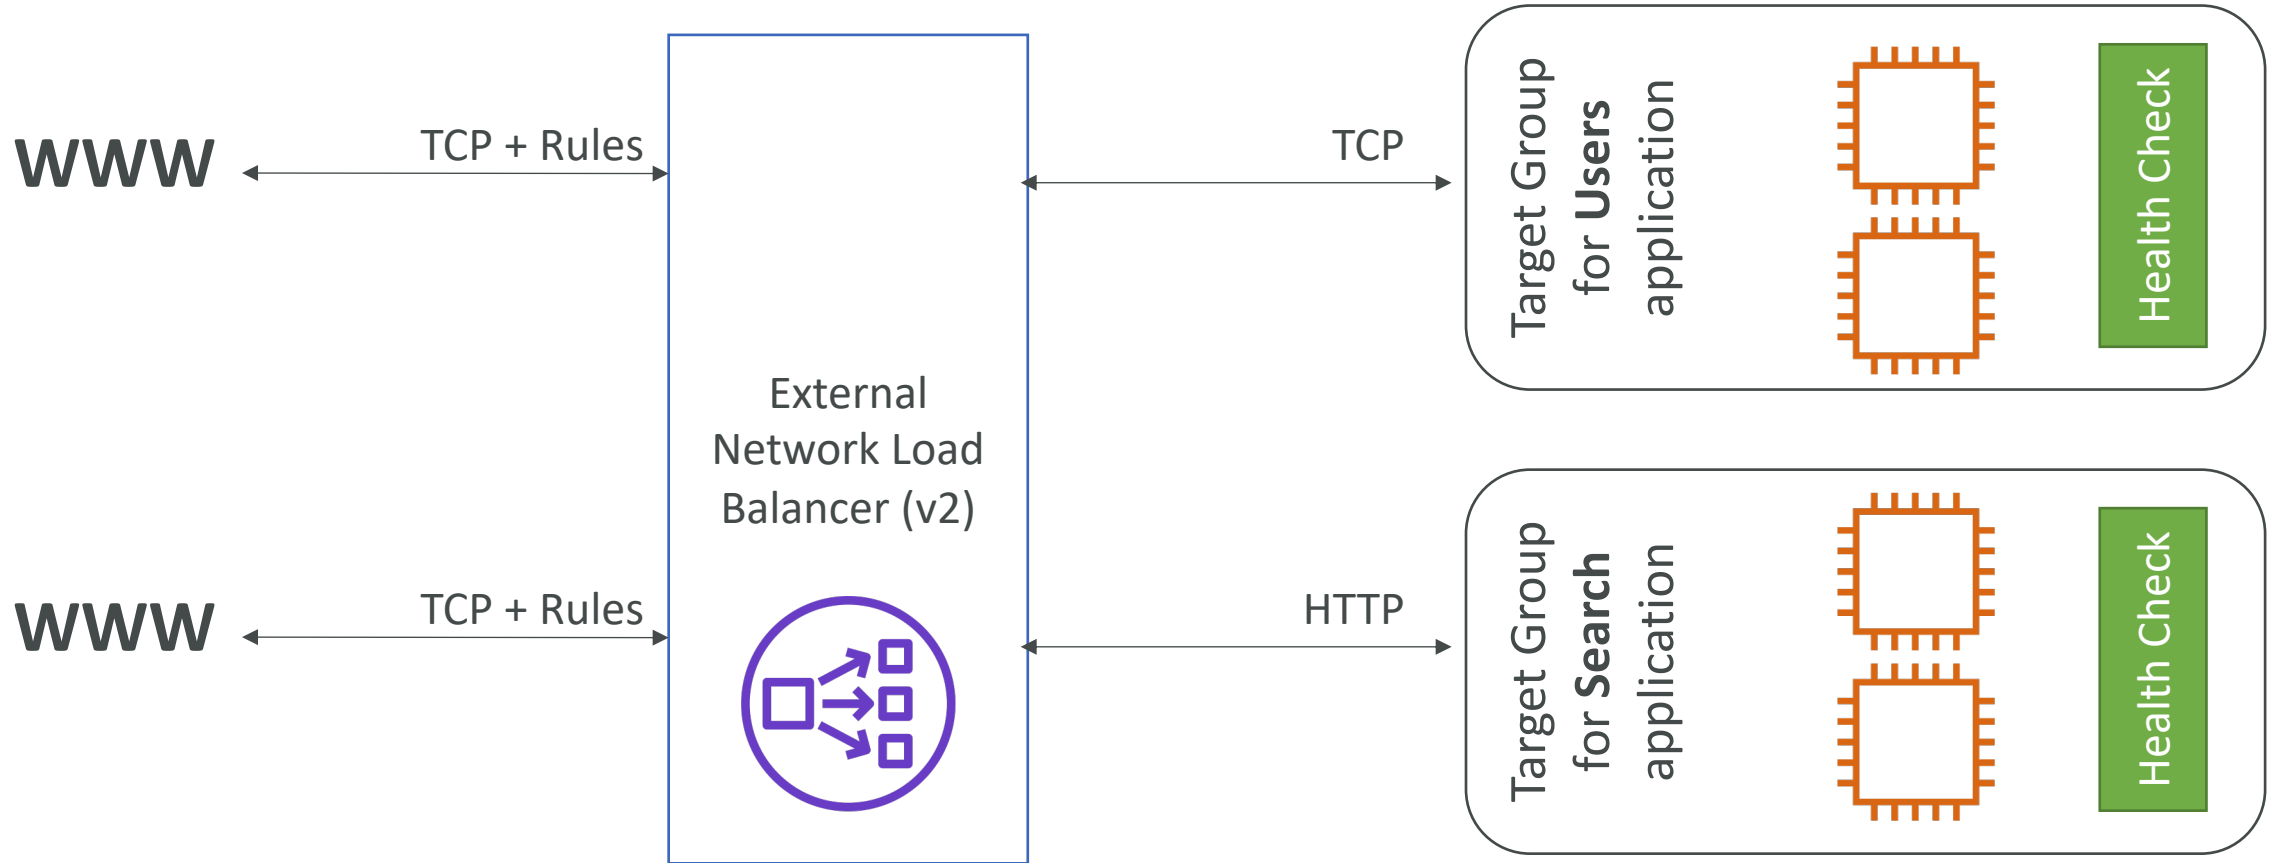 WWW
TCP + Rules
TCP
Target Group
for Users
application
Health Check
External
Network Load
Balancer (v2)
WWW
TCP + Rules
HTTP
Target Group
for Search
application
Health Check